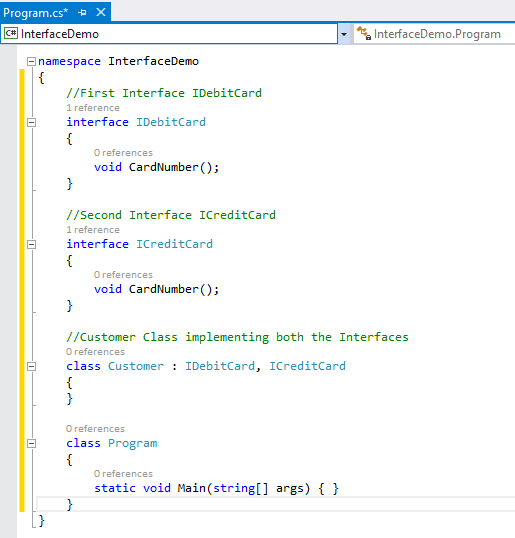 Program.cs*
InterfaceDemo
InterfaceDemo.Program
namespace InterfaceDemo
{
//First Interface IDebitCard
1 reference
interface IDebitCard
{
0 references
void CardNumber();
}
//Second Interface ICreditCard
1 reference
interface ICreditCard
{
0 references
void CardNumber();
}
//Customer Class implementing both the Interfaces
0 references
class Customer : IDebitCard, ICreditCard
{
}
0 references
class Program
{
0 references
static void Main(string[] args) { }
}
}